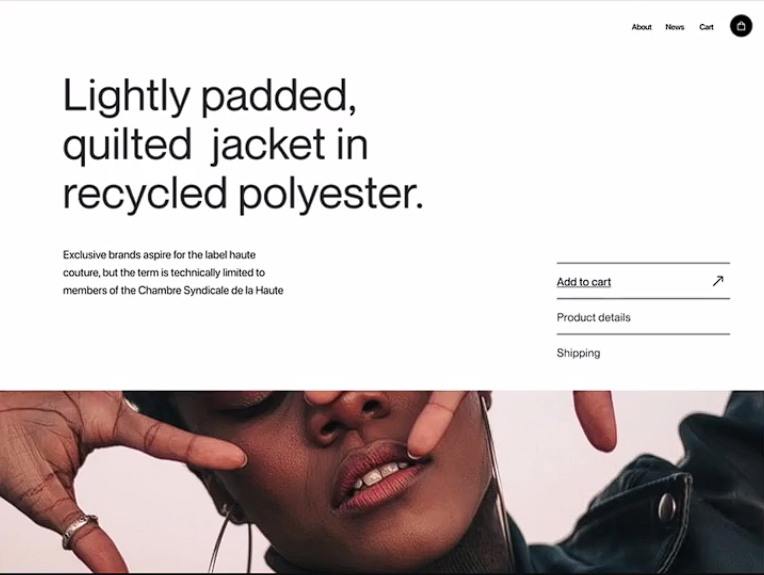 About News Cart
Lightly padded,
quilted jacket in
recycled polyester.
Exclusive brands aspire for the label haute
couture, but the term is technically limited to
members of the Chambre Syndicale de la Haute
Add to cart
Product details
Shipping